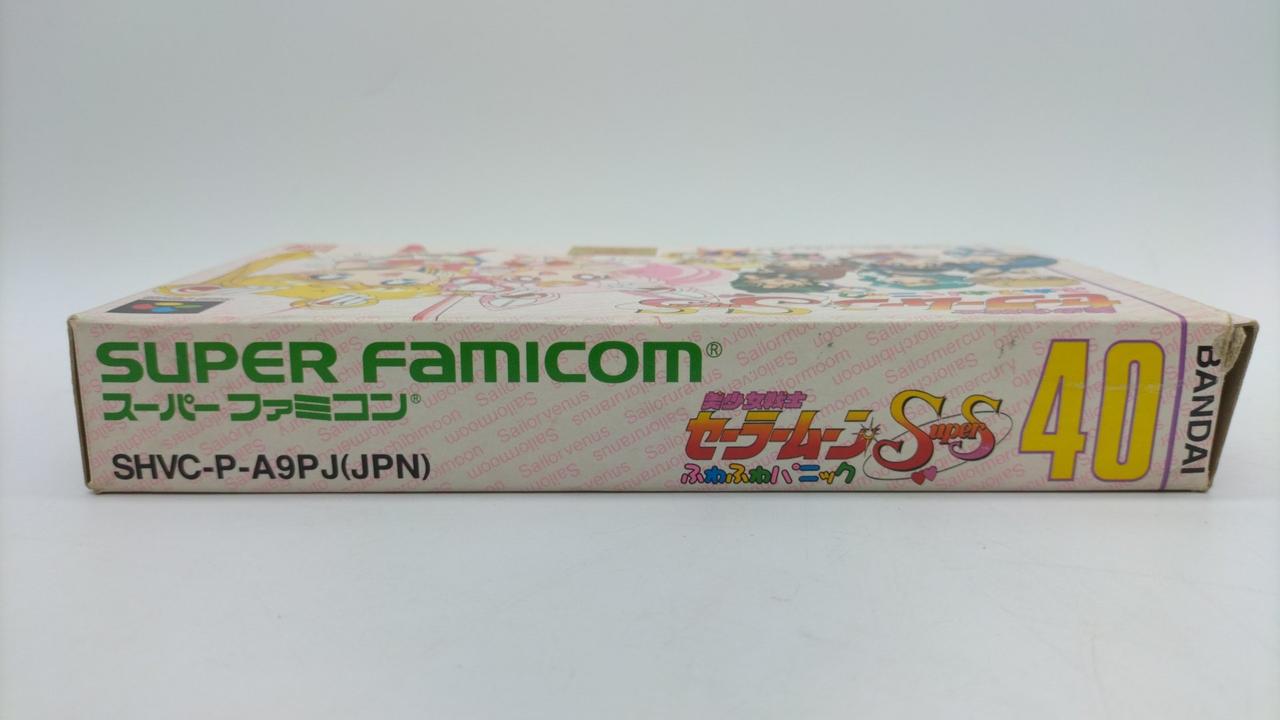 SUPER FAMICOM®
スーパーファミコン®
SHVC-P-A9PJ(JPN)
美少女戦士
セーラームーン SuperS
ふわふわパニック
40
BANDAI